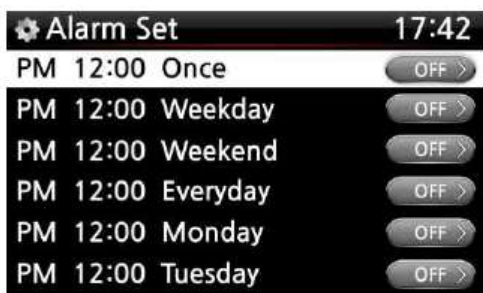 Alarm Set 17:42
PM 12:00 Once OFF
PM 12:00 Weekday OFF
PM 12:00 Weekend OFF
PM 12:00 Everyday OFF
PM 12:00 Monday OFF
PM 12:00 Tuesday OFF